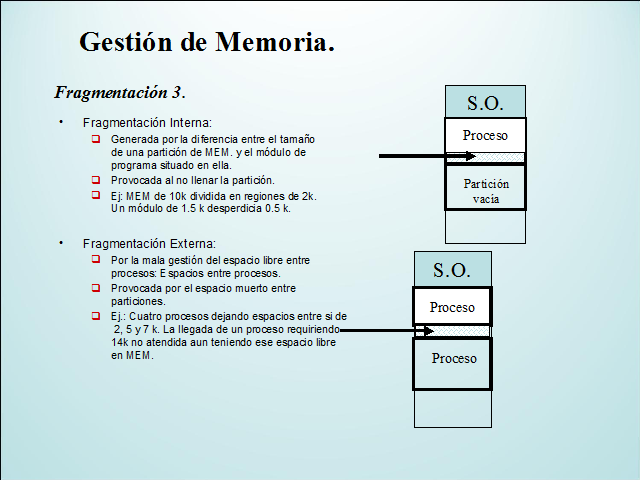 Gestión de Memoria.
Fragmentación 3.
• Fragmentación Interna:
Generada por la diferencia entre el tamaño
de una partición de MEM. y el módulo de
programa situado en ella.
Provocada al no llenar la partición.
Ej: MEM de 10k dividida en regiones de 2k.
Un módulo de 1.5 k desperdicia 0.5 k.
• Fragmentación Externa:
Por la mala gestión del espacio libre entre
procesos: Espacios entre procesos.
Provocada por el espacio muerto entre
particiones.
Ej.: Cuatro procesos dejando espacios entre si de
2, 5 y 7 k. La llegada de un proceso requiriendo
14k no atendida aun teniendo ese espacio libre
en MEM.
S.O.
Proceso
Partición
vacía
S.O.
Proceso
Proceso